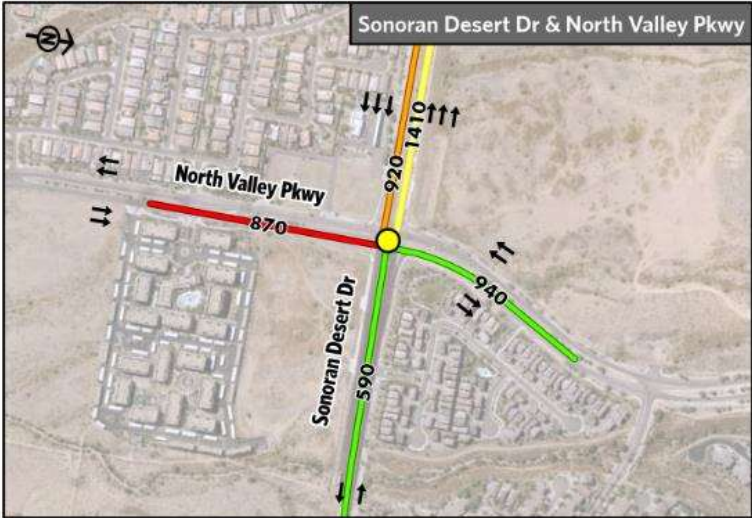 Sonoran Desert Dr & North Valley Pkwy
N
1410
920
North Valley Pkwy
870
940
Sonoran Desert Dr
590